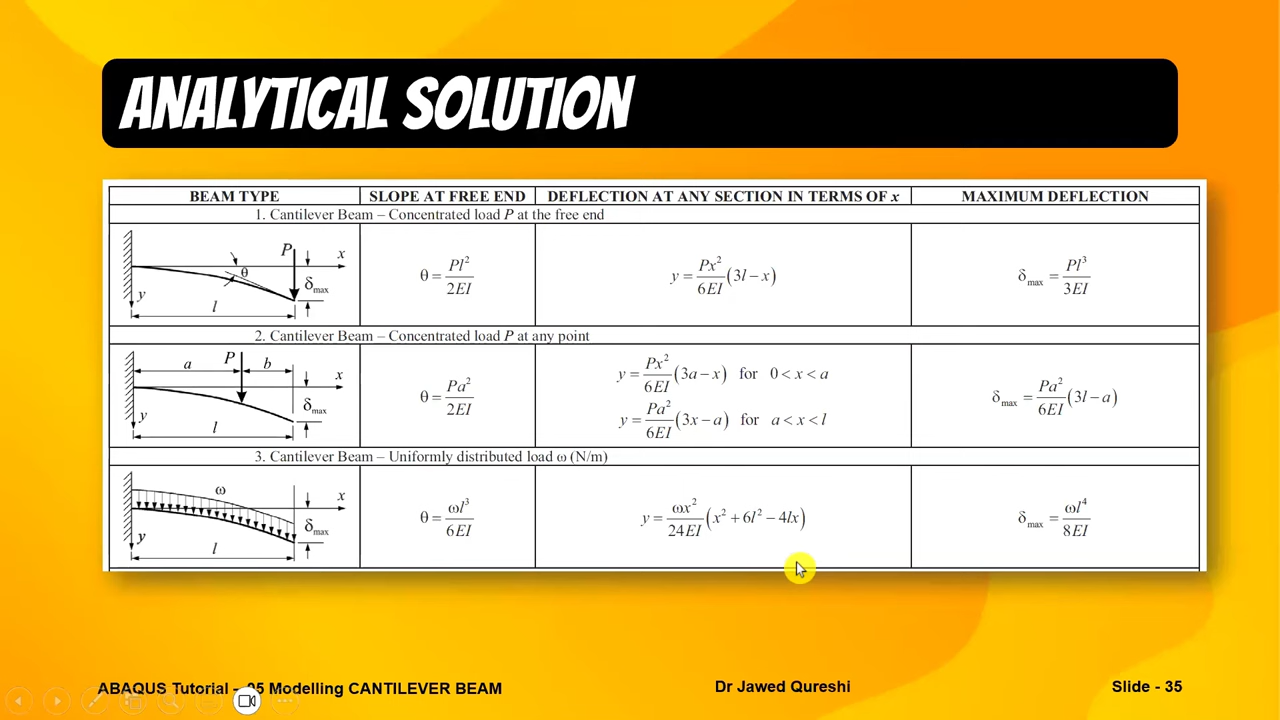 ANALYTICAL SOLUTION
BEAM TYPE SLOPE AT FREE END DEFLECTION AT ANY SECTION IN TERMS OF x MAXIMUM DEFLECTION
1. Cantilever Beam – Concentrated load P at the free end
P x θ δmax y l
θ = Pl²/2EI
y = Px²/6EI (3l − x)
δmax = Pl³/3EI
2. Cantilever Beam – Concentrated load P at any point
a P b x δmax y l
θ = Pa²/2EI
y = Px²/6EI (3a − x) for 0 < x < a
y = Pa²/6EI (3x − a) for a < x < l
δmax = Pa²/6EI (3l − a)
3. Cantilever Beam – Uniformly distributed load ω (N/m)
ω x δmax y l
θ = ωl³/6EI
y = ωx²/24EI (x² + 6l² − 4lx)
δmax = ωl⁴/8EI
ABAQUS Tutorial – 05 Modelling CANTILEVER BEAM
Dr Jawed Qureshi
Slide - 35